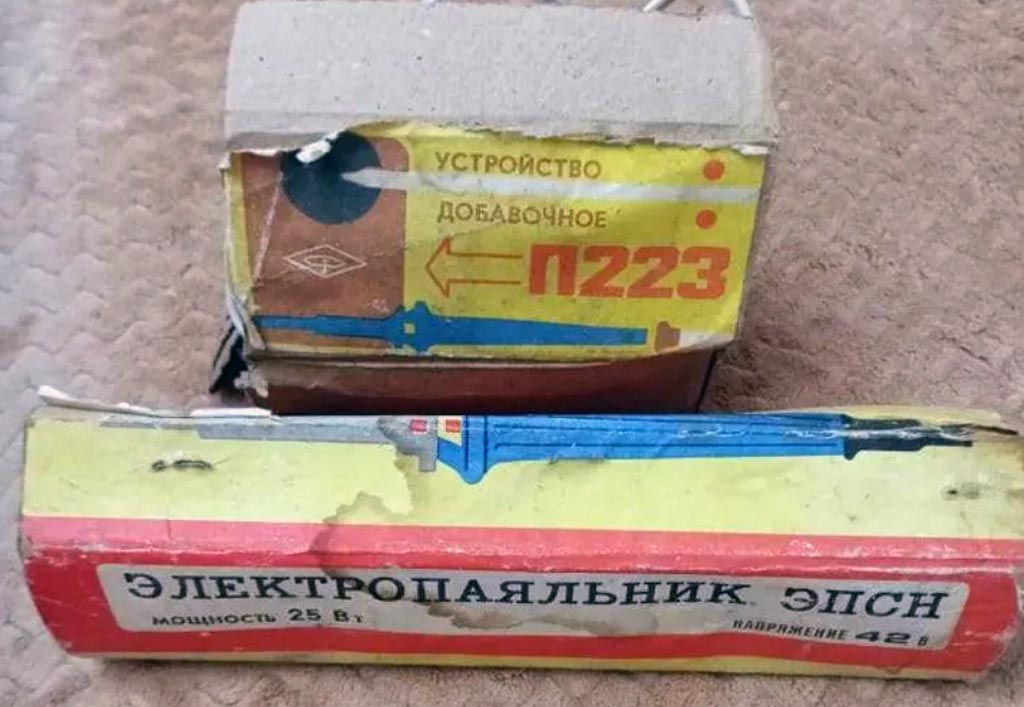 УСТРОЙСТВО
ДОБАВОЧНОЕ
П223
ЭЛЕКТРОПАЯЛЬНИК ЭПСН
МОЩНОСТЬ 25 Вт
НАПРЯЖЕНИЕ 42 В